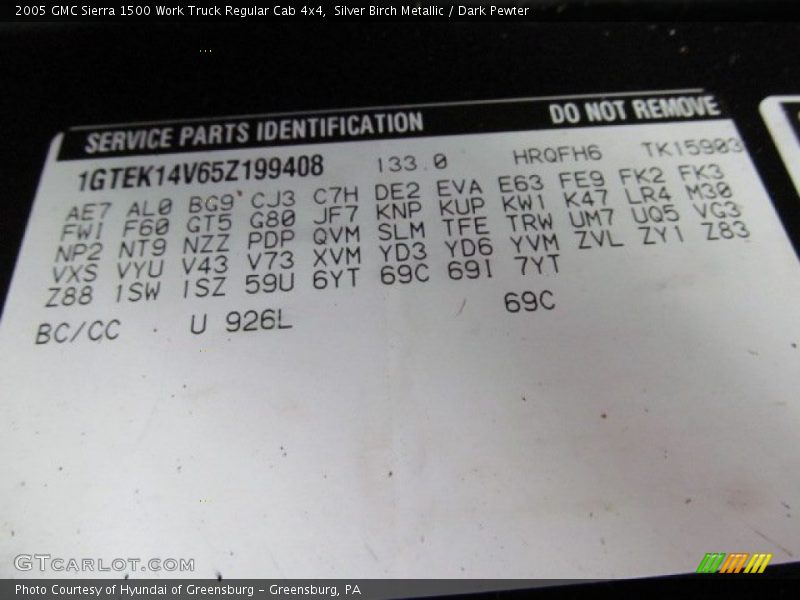 2005 GMC Sierra 1500 Work Truck Regular Cab 4x4, Silver Birch Metallic / Dark Pewter
SERVICE PARTS IDENTIFICATION DO NOT REMOVE
1GTEK14V65Z199408 133.0 HRQFH6 TK15903
AE7 AL0 BG9 CJ3 C7H DE2 EVA E63 FE9 FK2 FK3
FWI F60 GT5 G80 JF7 KNP KUP KW1 K47 LR4 M30
NP2 NT9 NZZ PDP QVM SLM TFE TRW UM7 UQ5 VG3
VXS VYU V43 V73 XVM YD3 YD6 YVM ZVL ZY1 Z83
Z88 1SW 1SZ 59U 6YT 69C 69I 7YT
BC/CC U 926L 69C
GTCARLOT.COM
Photo Courtesy of Hyundai of Greensburg - Greensburg, PA